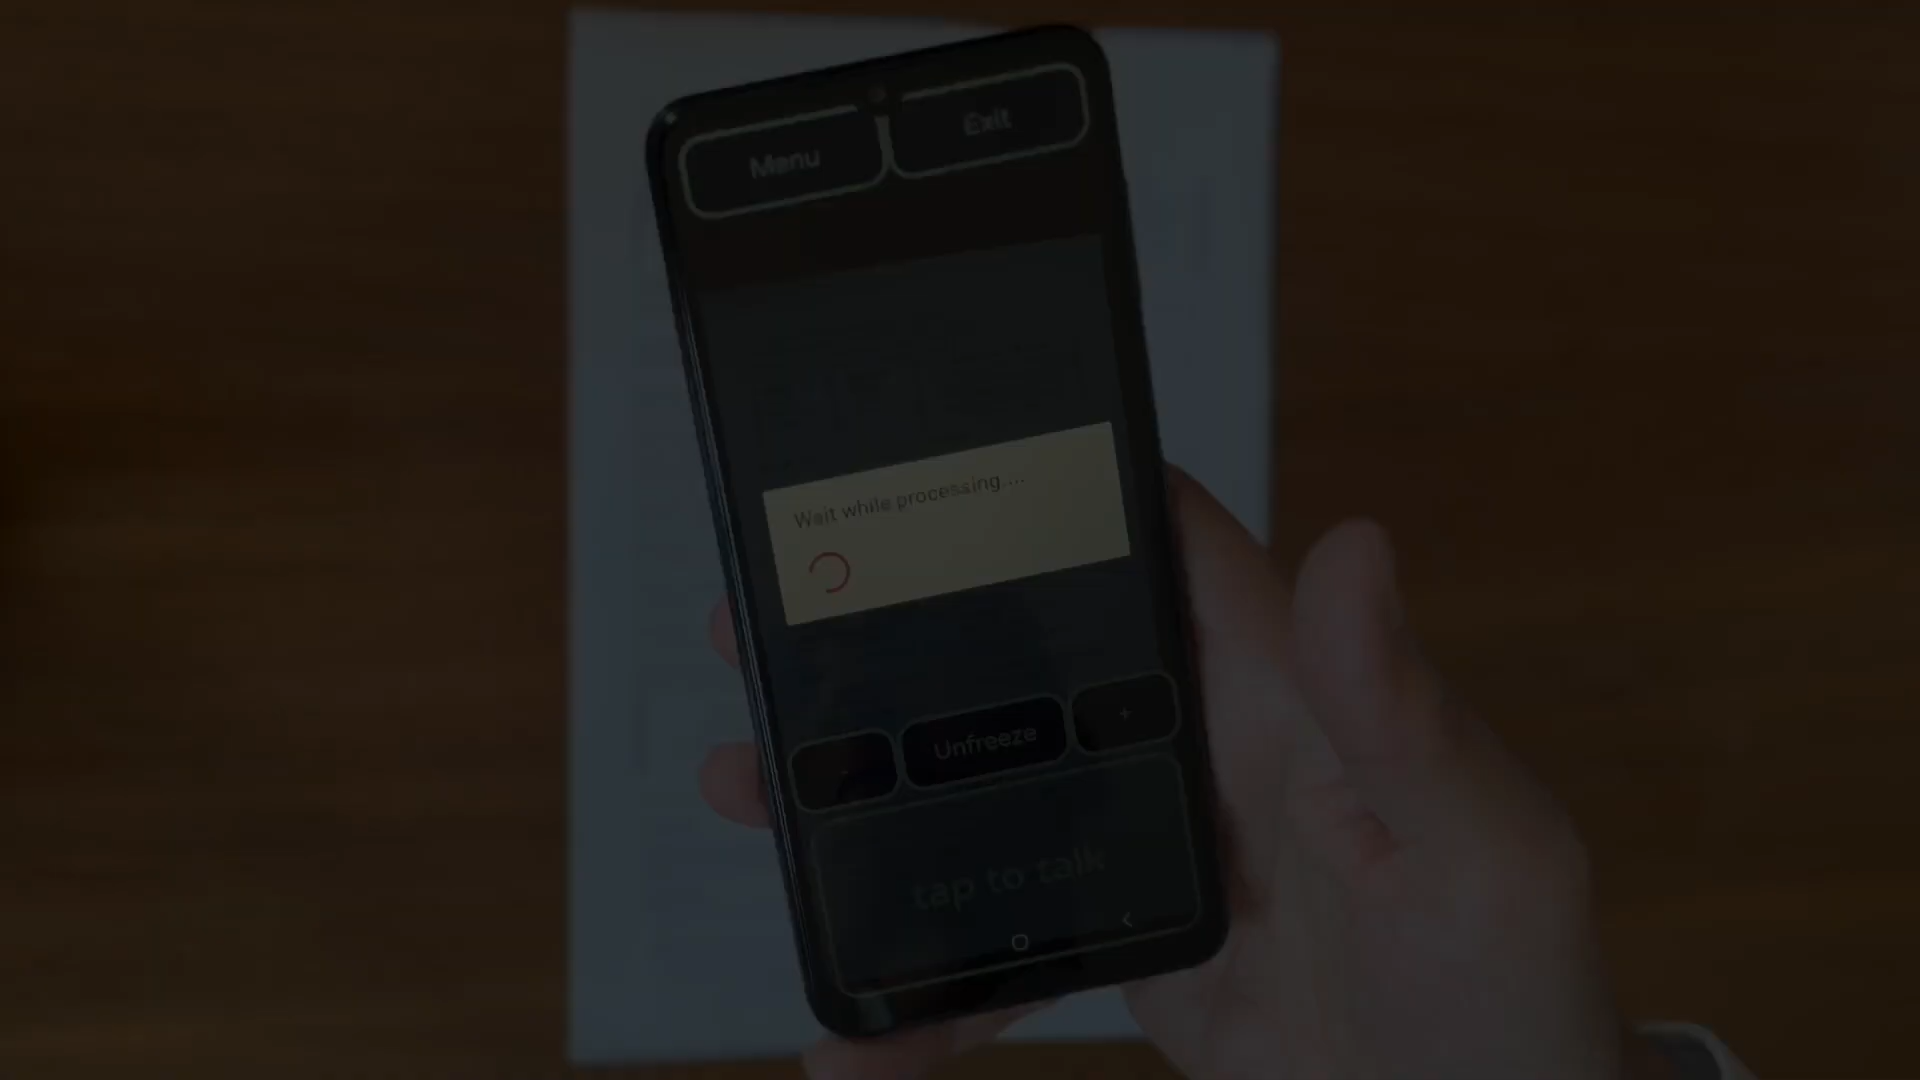 Menu
Exit
Wait while processing....
Unfreeze
+
tap to talk